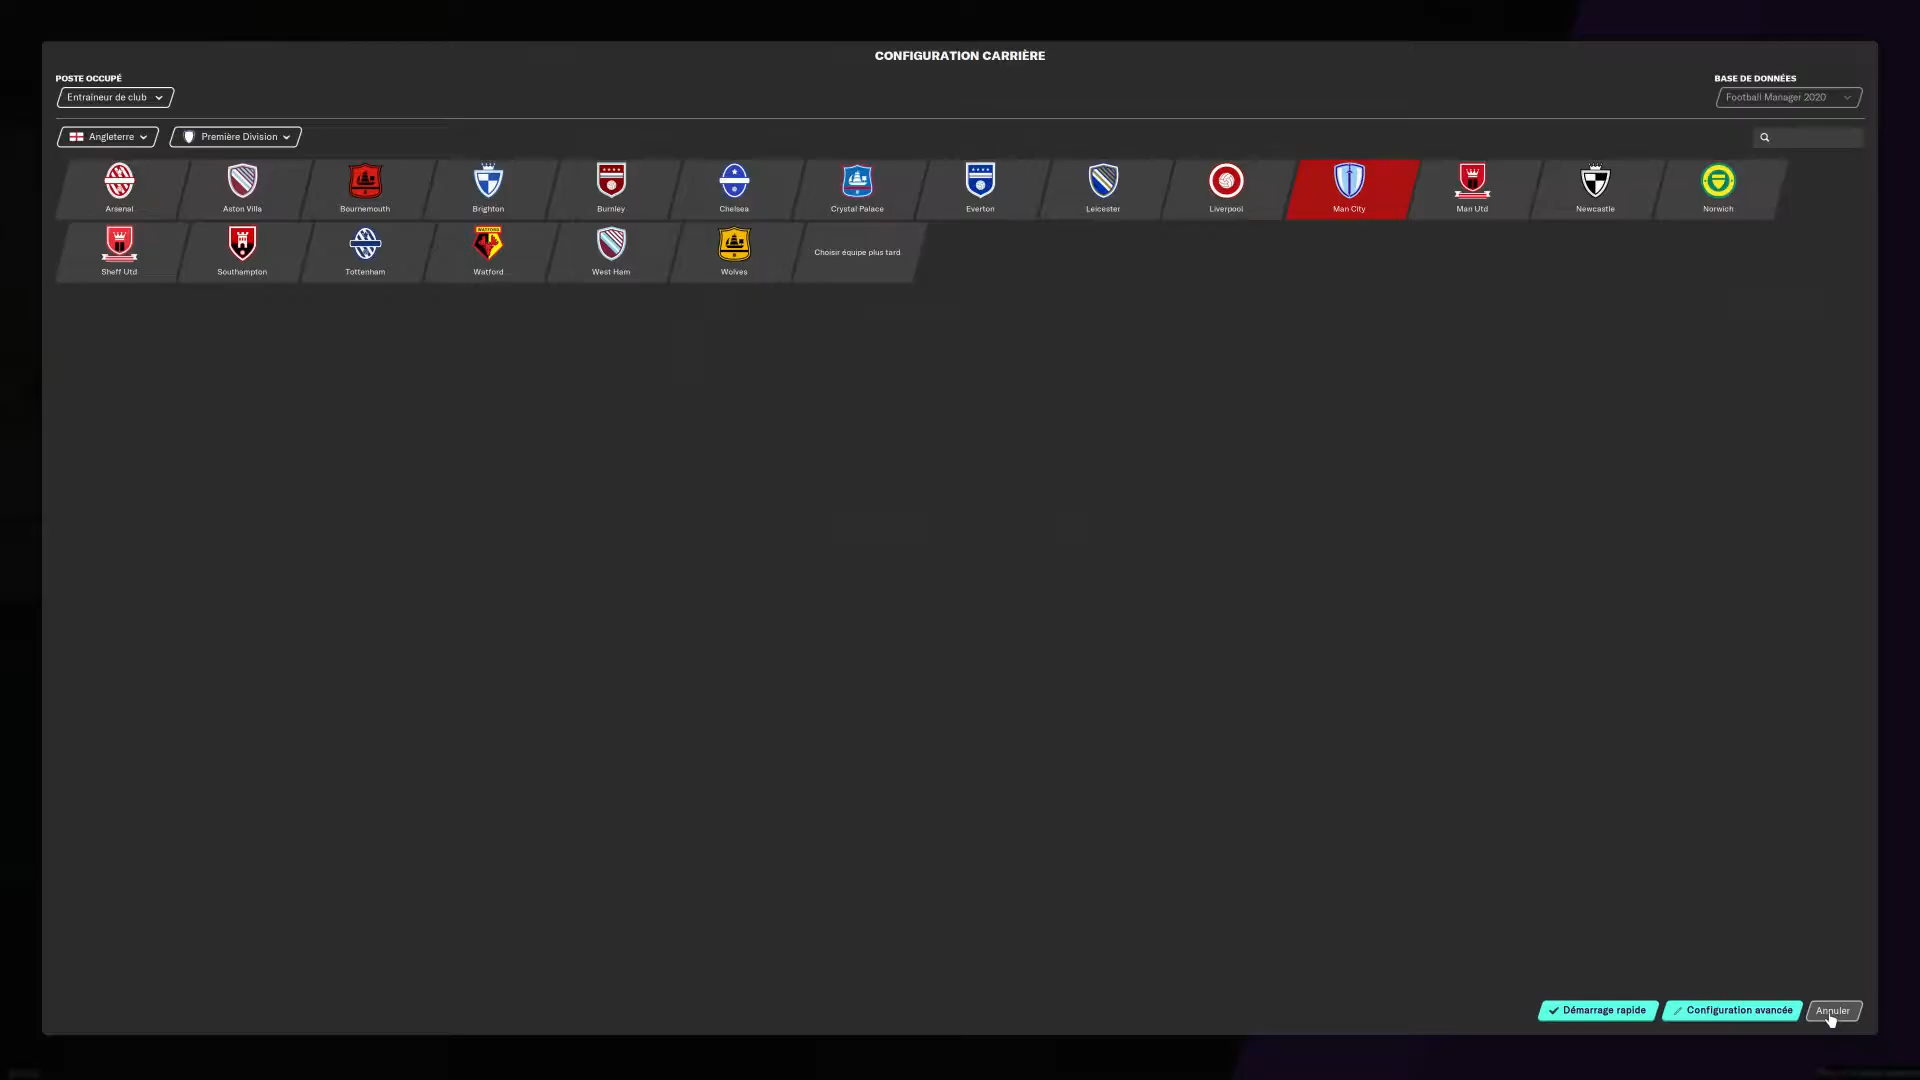 CONFIGURATION CARRIÈRE
POSTE OCCUPÉ
BASE DE DONNÉES
Entraîneur de club
Football Manager 2020
Angleterre
Première Division
Arsenal
Aston Villa
Bournemouth
Brighton
Burnley
Chelsea
Crystal Palace
Everton
Leicester
Liverpool
Man City
Man Utd
Newcastle
Norwich
WATFORD
Sheff Utd
Southampton
Tottenham
Watford
West Ham
Wolves
Choisir équipe plus tard
Démarrage rapide
Configuration avancée
Annuler